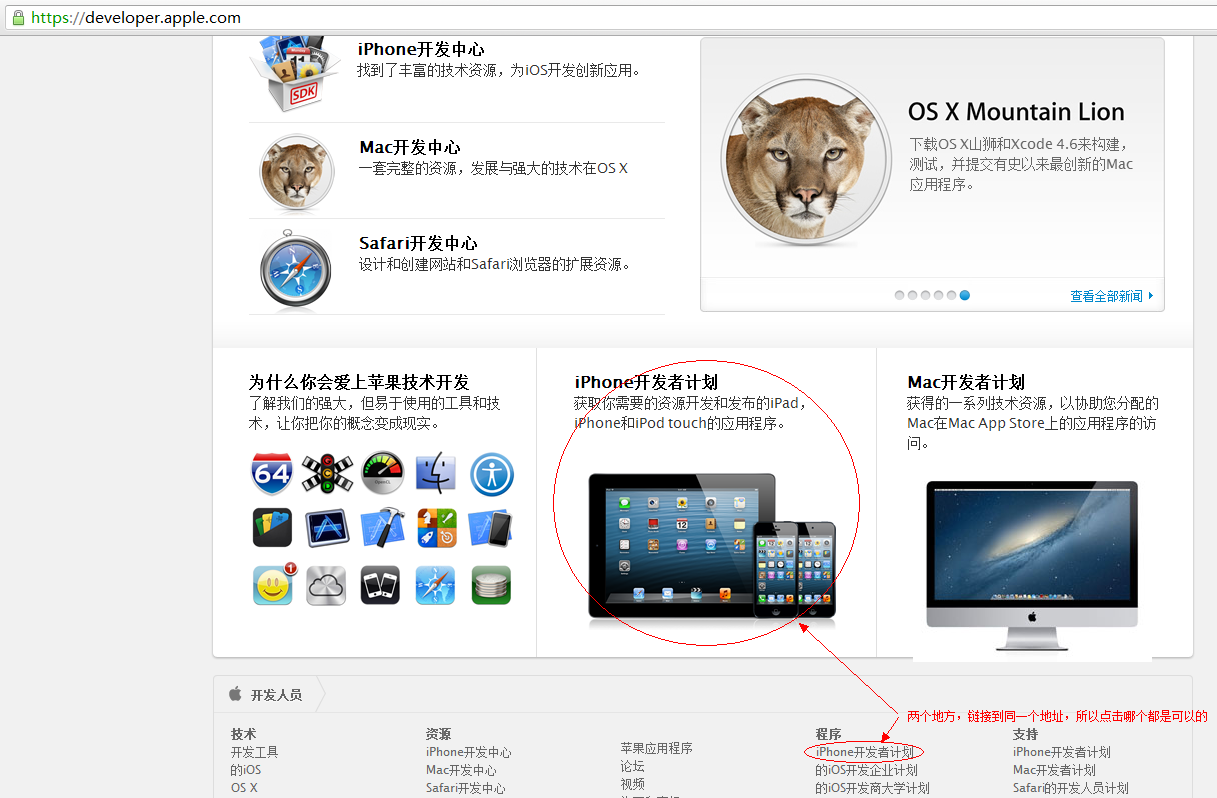 https://developer.apple.com
iPhone开发中心
找到了丰富的技术资源，为iOS开发创新应用。
SDK
Mac开发中心
一套完整的资源，发展与强大的技术在OS X
Safari开发中心
设计和创建网站和Safari浏览器的扩展资源。
OS X Mountain Lion
下载OS X山狮和Xcode 4.6来构建，
测试，并提交有史以来最创新的Mac
应用程序。
查看全部新闻
为什么你会爱上苹果技术开发
了解我们的强大，但易于使用的工具和技
术，让你把你的概念变成现实。
64
1
iPhone开发者计划
获取你需要的资源开发和发布的iPad，
iPhone和iPod touch的应用程序。
12
Mac开发者计划
获得的一系列技术资源，以协助您分配的
Mac在Mac App Store上的应用程序的访
问。
开发人员
两个地方，链接到同一个地址，所以点击哪个都是可以的
技术
开发工具
的iOS
OS X
资源
iPhone开发中心
Mac开发中心
Safari开发中心
苹果应用程序
论坛
视频
程序
iPhone开发者计划
的iOS开发企业计划
的iOS开发商大学计划
支持
iPhone开发者计划
Mac开发者计划
Safari的开发人员计划